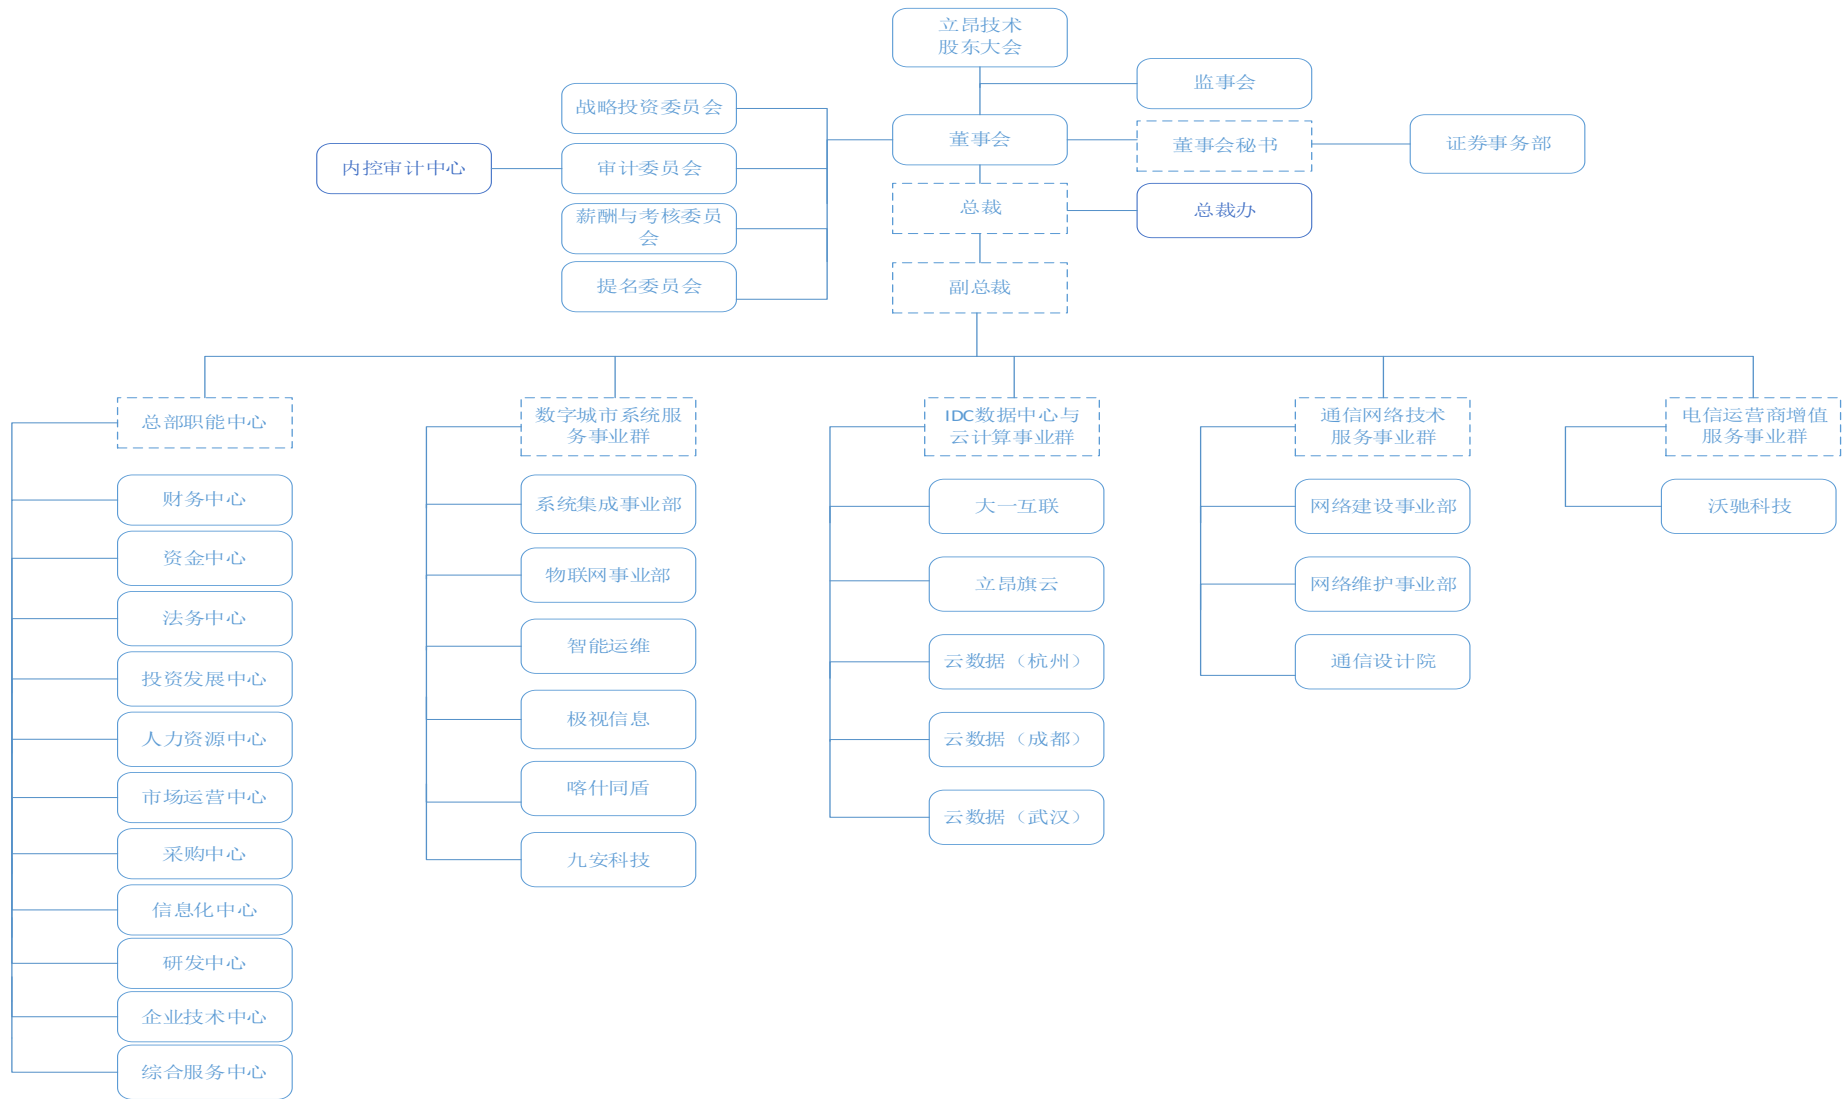 立昂技术
股东大会
监事会
战略投资委员会
董事会
董事会秘书
证券事务部
内控审计中心
审计委员会
总裁
总裁办
薪酬与考核委员
会
提名委员会
副总裁
总部职能中心
数字城市系统服
务事业群
IDC数据中心与
云计算事业群
通信网络技术
服务事业群
电信运营商增值
服务事业群
财务中心
资金中心
法务中心
投资发展中心
人力资源中心
市场运营中心
采购中心
信息化中心
研发中心
企业技术中心
综合服务中心
系统集成事业部
物联网事业部
智能运维
极视信息
喀什同盾
九安科技
大一互联
立昂旗云
云数据（杭州）
云数据（成都）
云数据（武汉）
网络建设事业部
网络维护事业部
通信设计院
沃驰科技